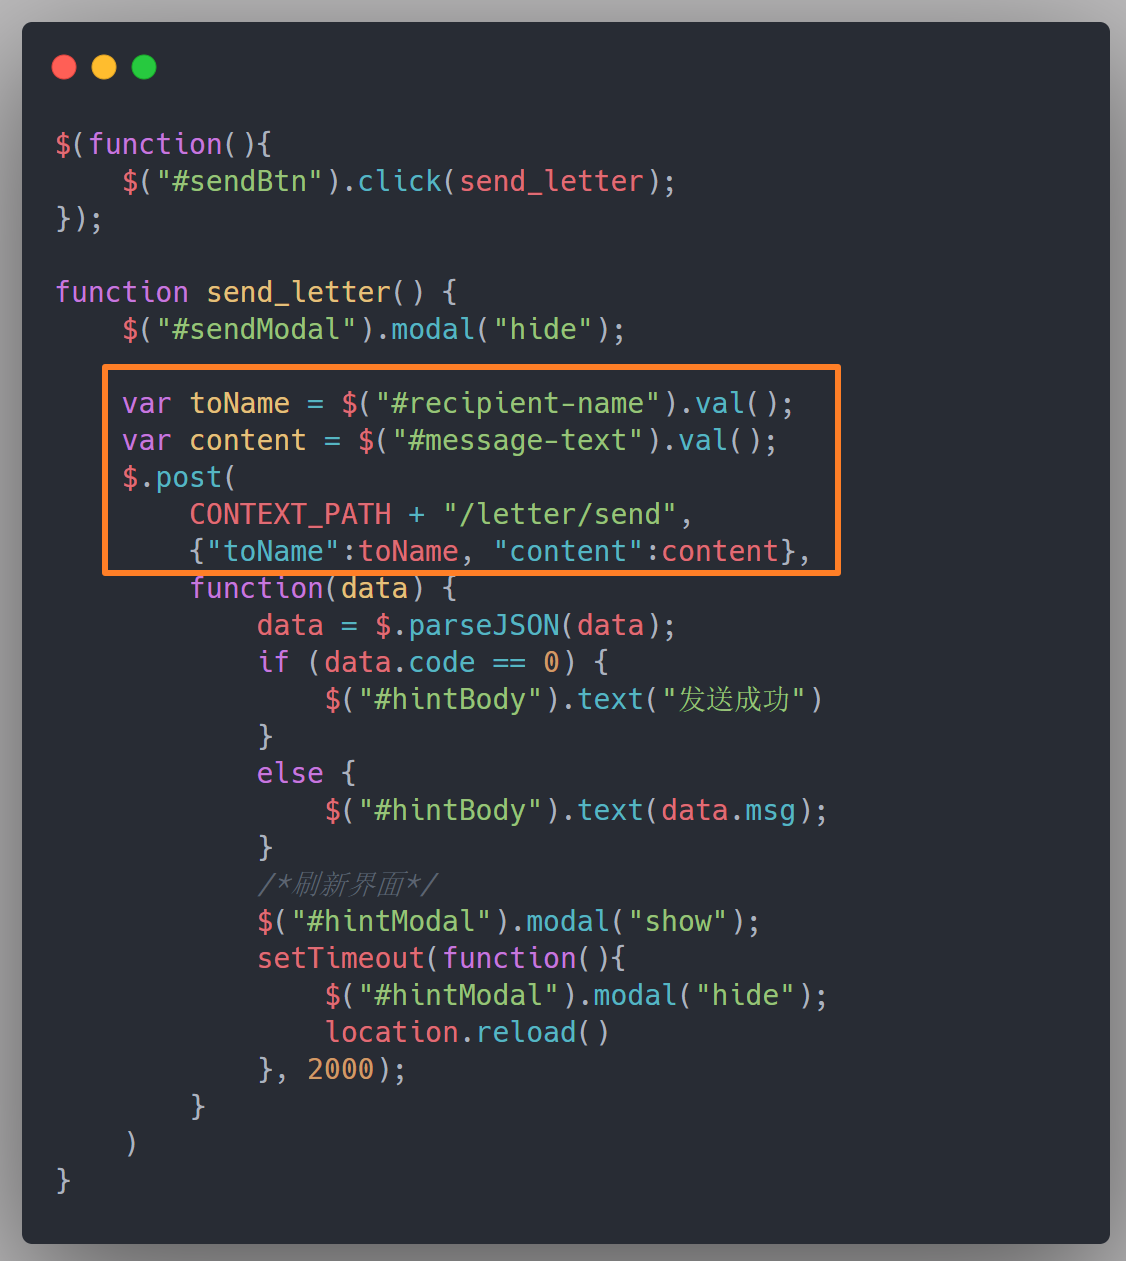 $(function(){
    $("#sendBtn").click(send_letter);
});
function send_letter() {
    $("#sendModal").modal("hide");
    var toName = $("#recipient-name").val();
    var content = $("#message-text").val();
    $.post(
        CONTEXT_PATH + "/letter/send",
        {"toName":toName, "content":content},
        function(data) {
            data = $.parseJSON(data);
            if (data.code == 0) {
                $("#hintBody").text("发送成功")
            }
            else {
                $("#hintBody").text(data.msg);
            }
            /*刷新界面*/
            $("#hintModal").modal("show");
            setTimeout(function(){
                $("#hintModal").modal("hide");
                location.reload()
            }, 2000);
        }
    )
}